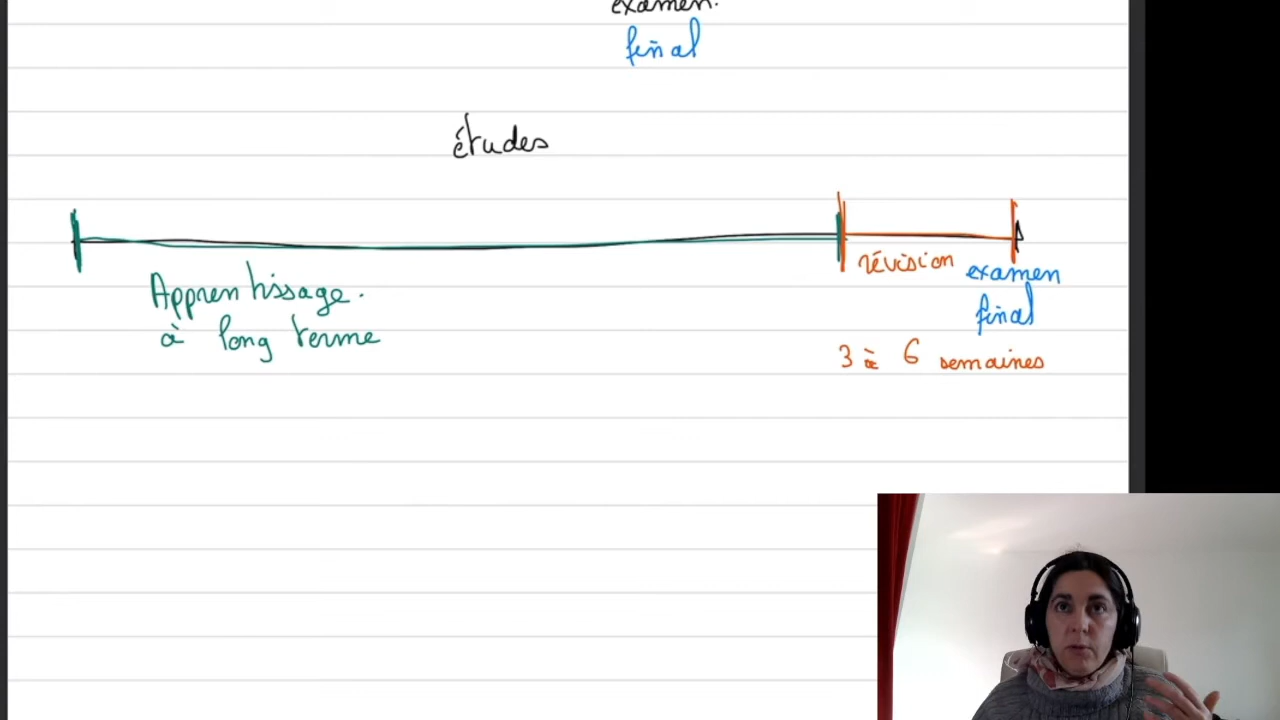 examen.
final
études
révision
Apprentissage.
à long terme
examen
final
3 à 6 semaines